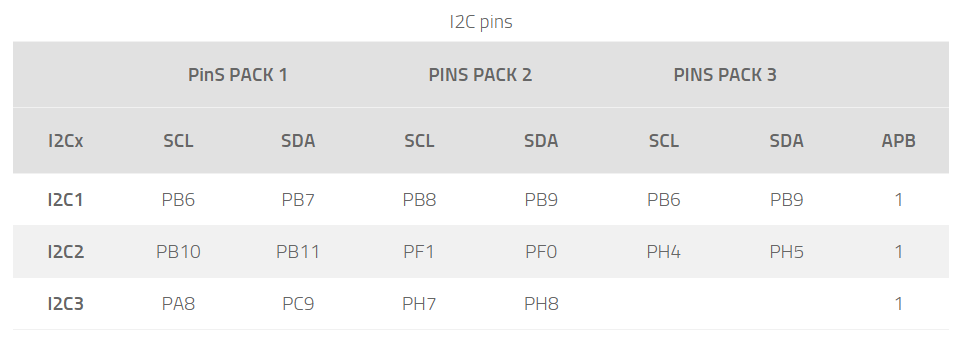 I2C pins
PinS PACK 1 PINS PACK 2 PINS PACK 3
I2Cx SCL SDA SCL SDA SCL SDA APB
I2C1 PB6 PB7 PB8 PB9 PB6 PB9 1
I2C2 PB10 PB11 PF1 PF0 PH4 PH5 1
I2C3 PA8 PC9 PH7 PH8 1